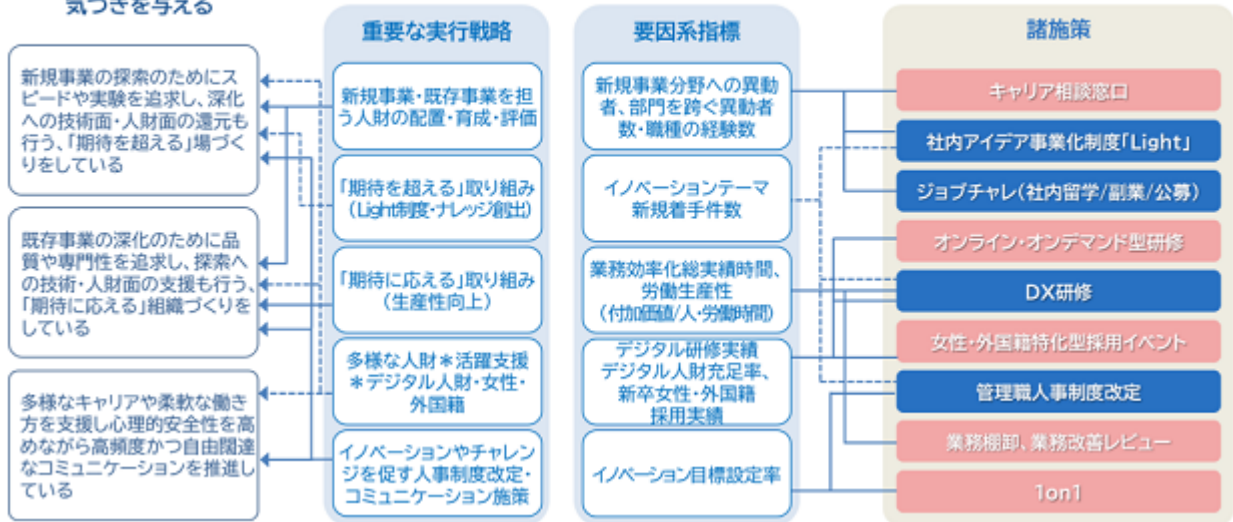 気づきを与える
新規事業の探索のためにス
ピードや実験を追求し、深化
への技術面・人財面の還元も
行う、「期待を超える」場づく
りをしている
既存事業の深化のために品
質や専門性を追求し、探索へ
の技術・人財面の支援も行う、
「期待に応える」組織づくりを
している
多様なキャリアや柔軟な働き
方を支援し心理的安全性を高
めながら高頻度かつ自由闊達
なコミュニケーションを推進し
ている
重要な実行戦略
新規事業・既存事業を担
う人財の配置・育成・評価
「期待を超える」取り組み
(Light制度・ナレッジ創出)
「期待に応える」取り組み
(生産性向上)
多様な人財＊活躍支援
＊デジタル人財・女性・
外国籍
イノベーションやチャレン
ジを促す人事制度改定・
コミュニケーション施策
要因系指標
新規事業分野への異動
者、部門を跨ぐ異動者
数・職種の経験数
イノベーションテーマ
新規着手件数
業務効率化総実績時間、
労働生産性
(付加価値/人・労働時間)
デジタル研修実績
デジタル人財充足率、
新卒女性・外国籍
採用実績
イノベーション目標設定率
諸施策
キャリア相談窓口
社内アイデア事業化制度「Light」
ジョブチャレ(社内留学/副業/公募)
オンライン・オンデマンド型研修
DX研修
女性・外国籍特化型採用イベント
管理職人事制度改定
業務棚卸、業務改善レビュー
1on1